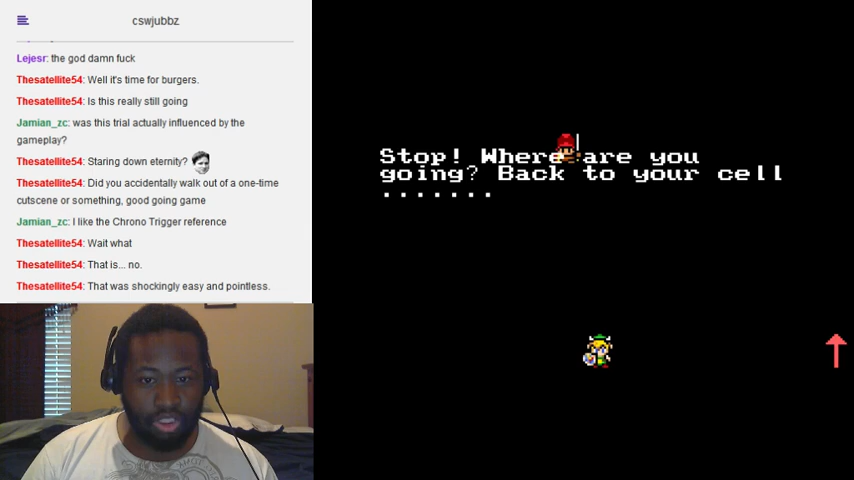 cswjubbz
Lejesr: the god damn fuck
Thesatellite54: Well it's time for burgers.
Thesatellite54: Is this really still going
Jamian_zc: was this trial actually influenced by the
gameplay?
Thesatellite54: Staring down eternity?
Thesatellite54: Did you accidentally walk out of a one-time
cutscene or something, good going game
Jamian_zc: I like the Chrono Trigger reference
Thesatellite54: Wait what
Thesatellite54: That is... no.
Thesatellite54: That was shockingly easy and pointless.
Stop! Where are you
going? Back to your cell
.......